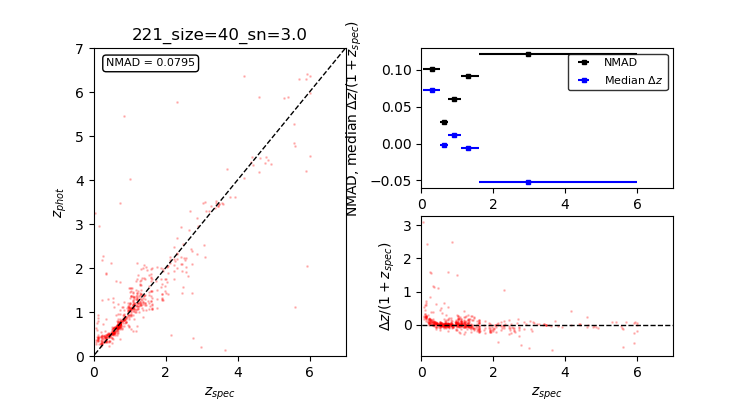 221_size=40_sn=3.0
NMAD = 0.0795
7
6
5
4
3
2
1
0
z_phot
0 2 4 6
z_spec
NMAD, median Δz/(1 + z_spec)
0.10
0.05
0.00
−0.05
NMAD
Median Δz
0 2 4 6
Δz/(1 + z_spec)
3
2
1
0
0 2 4 6
z_spec